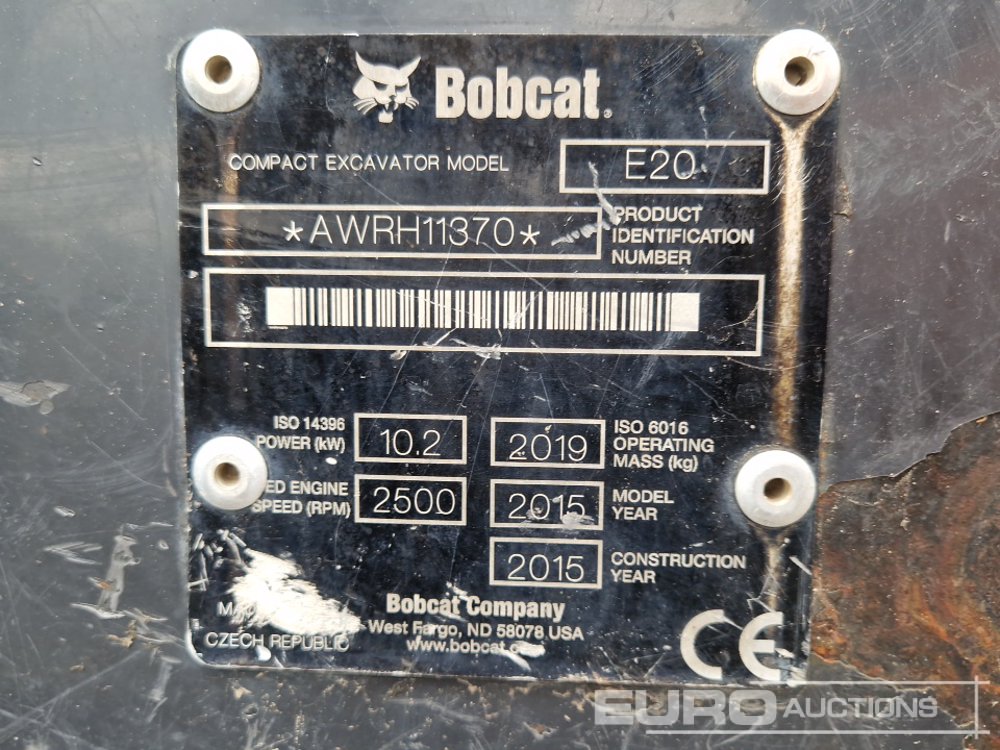 Bobcat®
COMPACT EXCAVATOR MODEL E20
*AWRH11370* PRODUCT
IDENTIFICATION
NUMBER
ISO 14396
POWER (kW) 10.2
2019 ISO 6016
OPERATING
MASS (kg)
ENGINE
SPEED (RPM) 2500
2015 MODEL
YEAR
2015 CONSTRUCTION
YEAR
Bobcat Company
West Fargo, ND 58078 USA
www.bobcat.
CZECH REPUBLIC
CE
EURO AUCTIONS